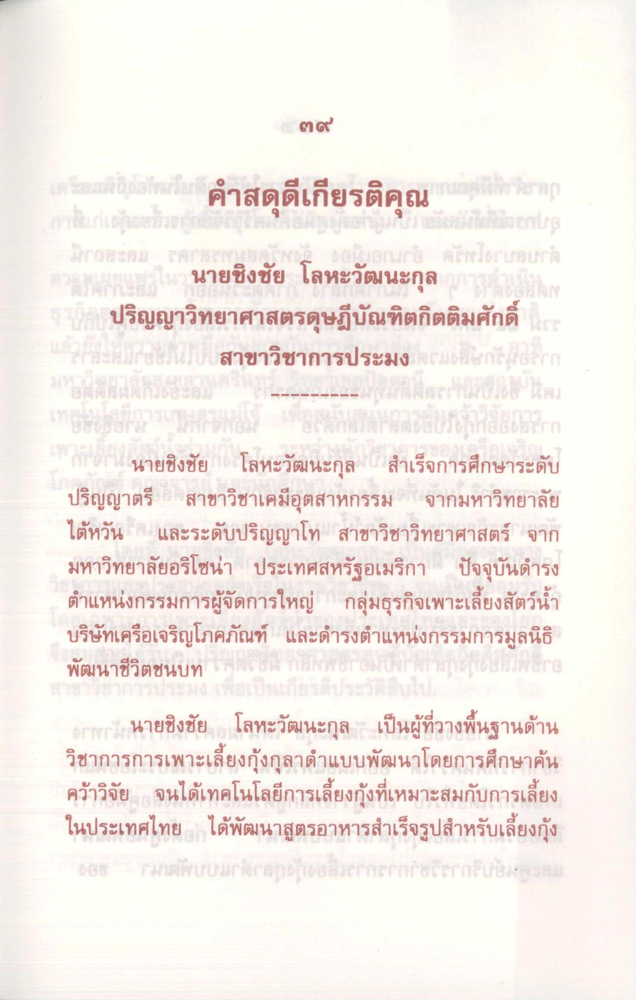 ๓๙
คำสดุดีเกียรติคุณ
นายชิงชัย โลหะวัฒนะกุล
ปริญญาวิทยาศาสตรดุษฎีบัณฑิตกิตติมศักดิ์
สาขาวิชาการประมง
---------
นายชิงชัย โลหะวัฒนะกุล สำเร็จการศึกษาระดับ
ปริญญาตรี สาขาวิชาเคมีอุตสาหกรรม จากมหาวิทยาลัย
ไต้หวัน และระดับปริญญาโท สาขาวิชาวิทยาศาสตร์ จาก
มหาวิทยาลัยอริโซน่า ประเทศสหรัฐอเมริกา ปัจจุบันดำรง
ตำแหน่งกรรมการผู้จัดการใหญ่ กลุ่มธุรกิจเพาะเลี้ยงสัตว์น้ำ
บริษัทเครือเจริญโภคภัณฑ์ และดำรงตำแหน่งกรรมการมูลนิธิ
พัฒนาชีวิตชนบท
นายชิงชัย โลหะวัฒนะกุล เป็นผู้ที่วางพื้นฐานด้าน
วิชาการการเพาะเลี้ยงกุ้งกุลาดำแบบพัฒนาโดยการศึกษาค้น
คว้าวิจัย จนได้เทคโนโลยีการเลี้ยงกุ้งที่เหมาะสมกับการเลี้ยง
ในประเทศไทย ได้พัฒนาสูตรอาหารสำเร็จรูปสำหรับเลี้ยงกุ้ง